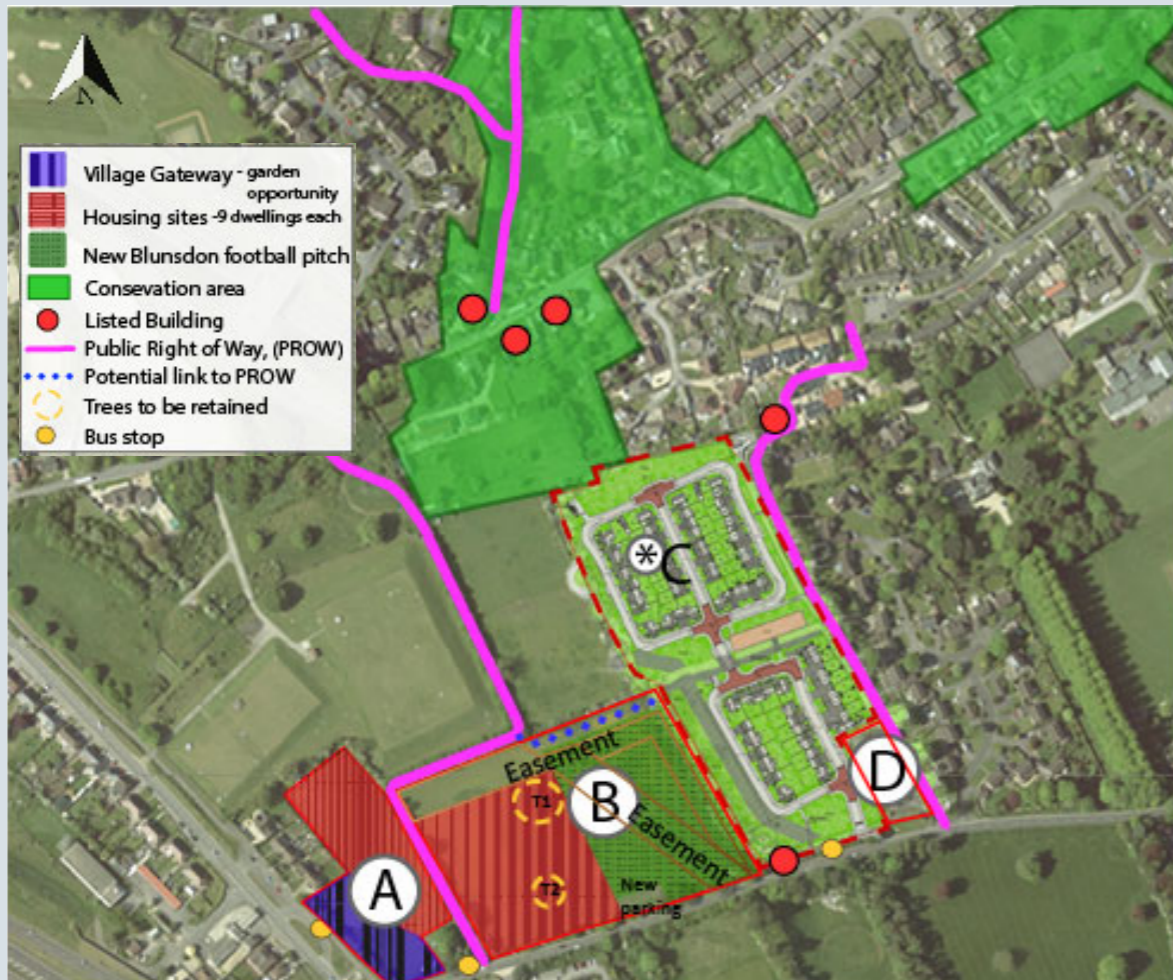 N
Village Gateway - garden
opportunity
Housing sites -9 dwellings each
New Blunsdon football pitch
Consevation area
Listed Building
Public Right of Way, (PROW)
Potential link to PROW
Trees to be retained
Bus stop
*C
Easement
D
T1
B
Easement
A
T2
New
parking